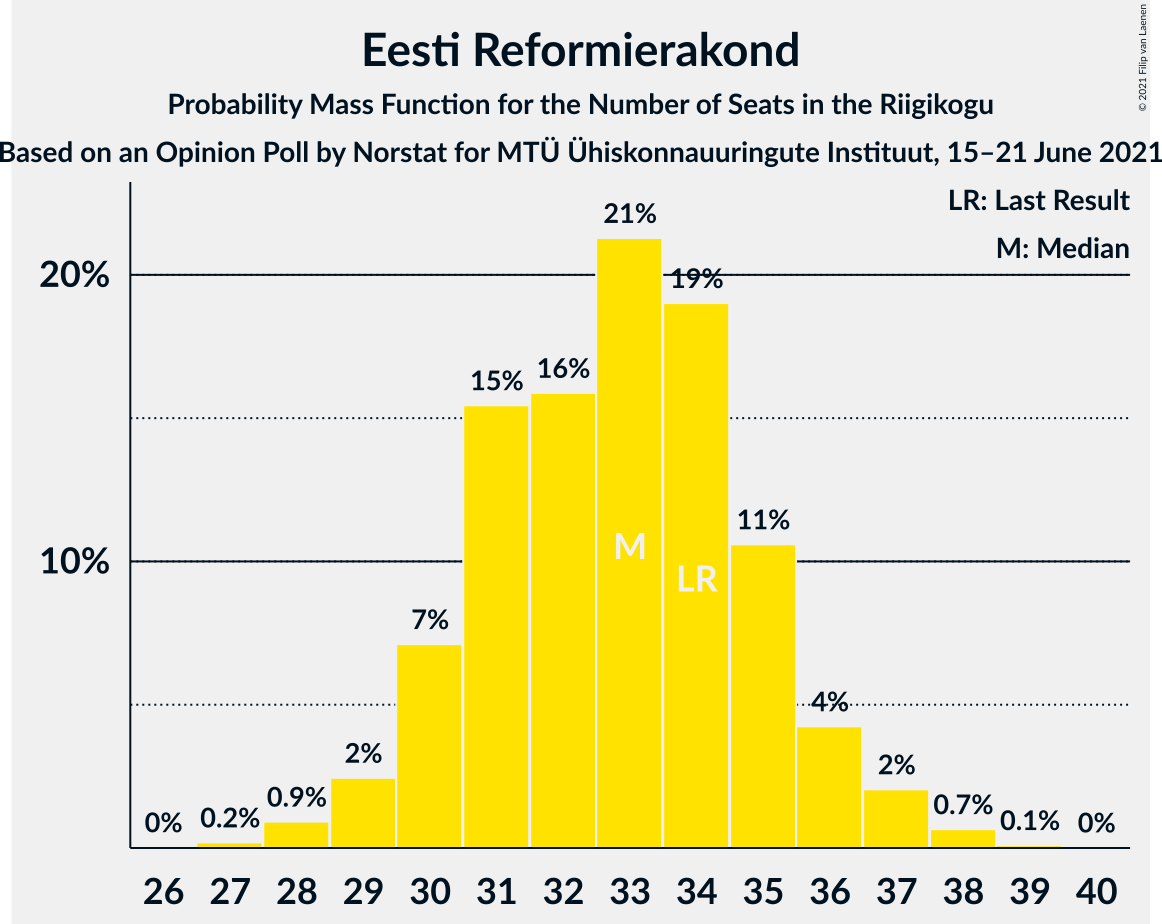 Eesti Reformierakond
Probability Mass Function for the Number of Seats in the Riigikogu
Based on an Opinion Poll by Norstat for MTÜ Ühiskonnauuringute Instituut, 15–21 June 2021
© 2021 Filip van Laenen
LR: Last Result
M: Median
20%
10%
0%
0.2%
0.9%
2%
7%
15%
16%
21%
19%
11%
4%
2%
0.7%
0.1%
0%
M
LR
26 27 28 29 30 31 32 33 34 35 36 37 38 39 40